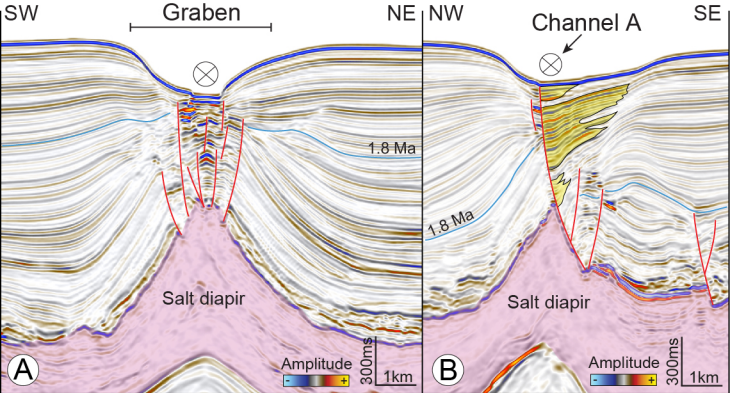 SW
Graben
NE
1.8 Ma
Salt diapir
A
Amplitude
-
+
300ms
1km
NW
Channel A
SE
1.8 Ma
Salt diapir
B
Amplitude
-
+
300ms
1km